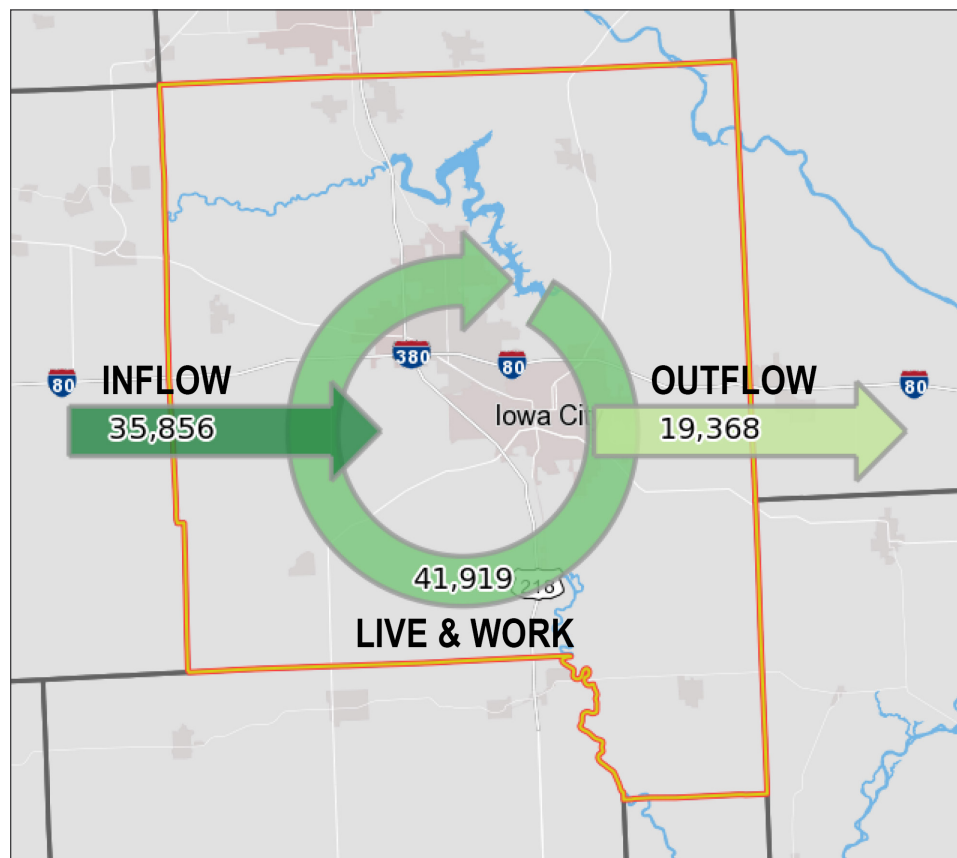 380
80
80
INFLOW
OUTFLOW
80
35,856
Iowa Ci
19,368
41,919
218
LIVE & WORK